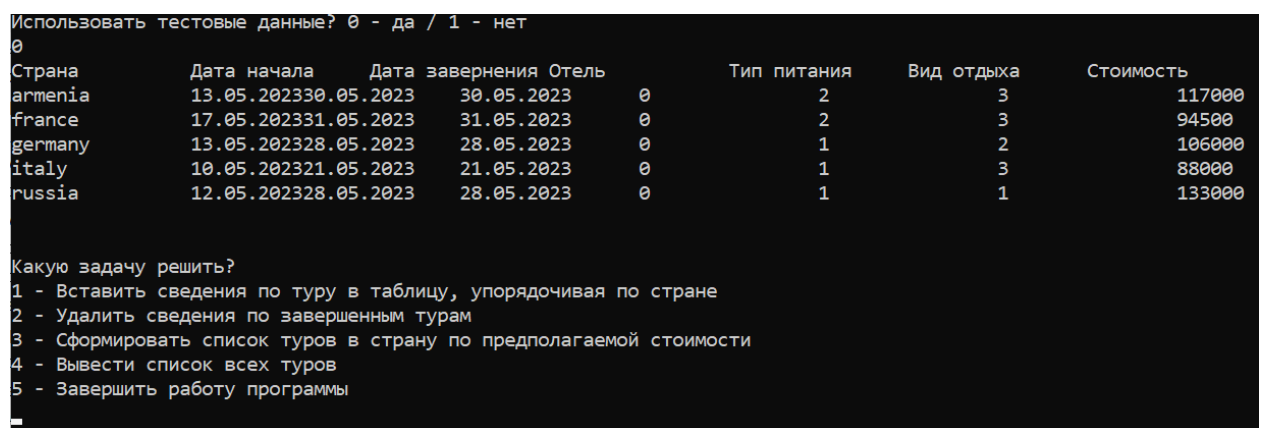 Использовать тестовые данные? 0 - да / 1 - нет
0
Страна Дата начала Дата завернения Отель Тип питания Вид отдыха Стоимость
armenia 13.05.202330.05.2023 30.05.2023 0 2 3 117000
france 17.05.202331.05.2023 31.05.2023 0 2 3 94500
germany 13.05.202328.05.2023 28.05.2023 0 1 2 106000
italy 10.05.202321.05.2023 21.05.2023 0 1 3 88000
russia 12.05.202328.05.2023 28.05.2023 0 1 1 133000
Какую задачу решить?
1 - Вставить сведения по туру в таблицу, упорядочивая по стране
2 - Удалить сведения по завершенным турам
3 - Сформировать список туров в страну по предполагаемой стоимости
4 - Вывести список всех туров
5 - Завершить работу программы